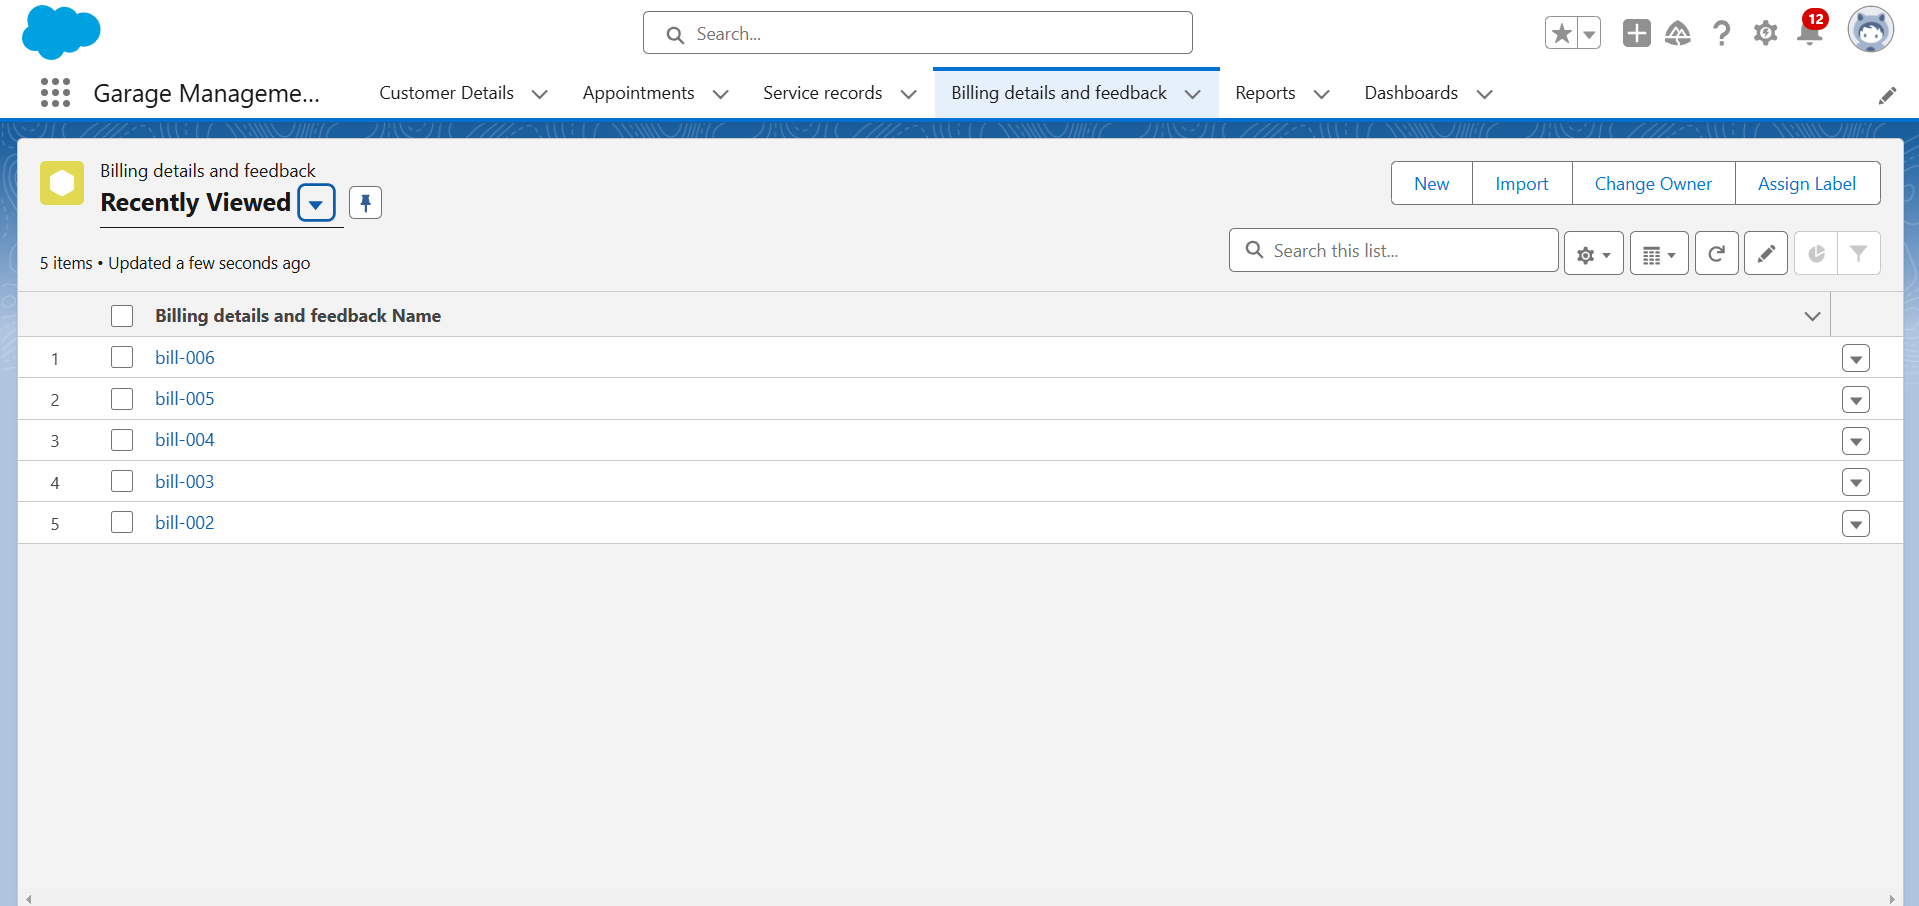 Search...
12
Garage Manageme...
Customer Details
Appointments
Service records
Billing details and feedback
Reports
Dashboards
Billing details and feedback
Recently Viewed
New
Import
Change Owner
Assign Label
5 items • Updated a few seconds ago
Search this list...
Billing details and feedback Name
1 bill-006
2 bill-005
3 bill-004
4 bill-003
5 bill-002